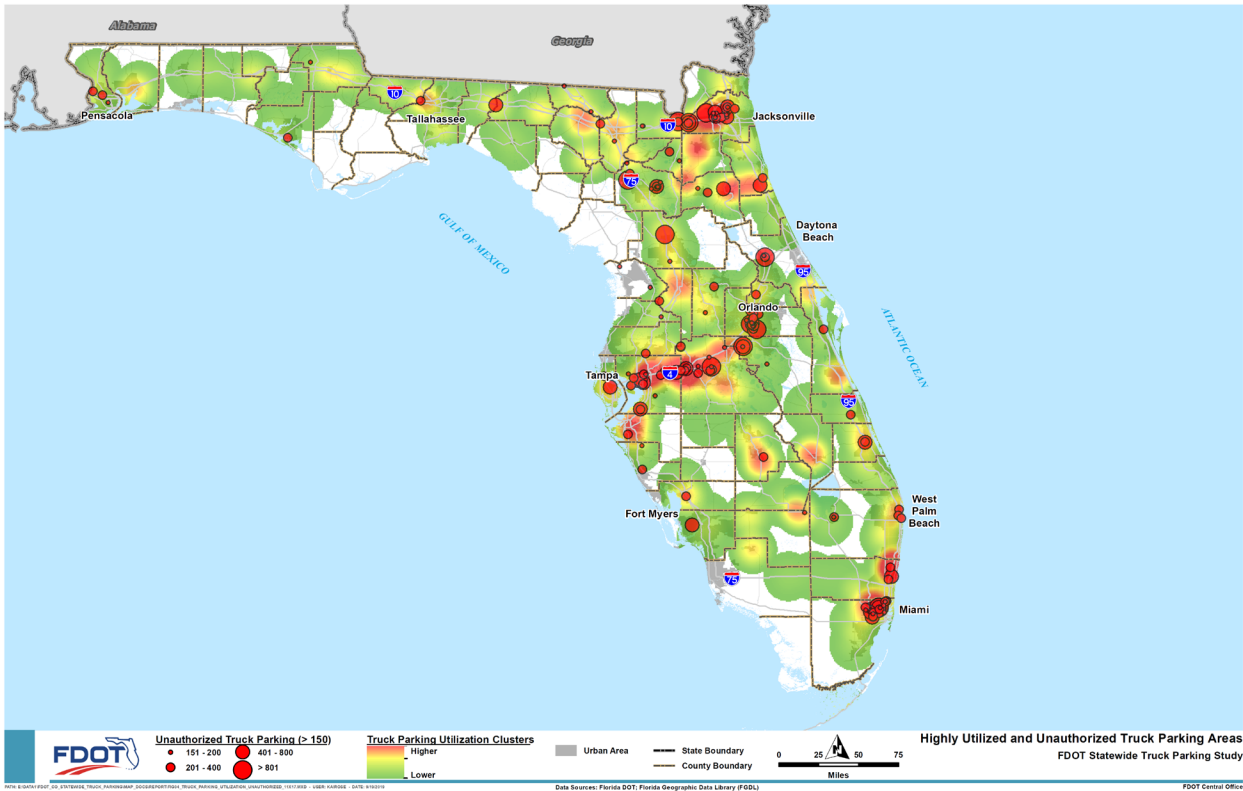 Alabama
Georgia
10
10
Pensacola
Tallahassee
Jacksonville
75
GULF OF MEXICO
Daytona
Beach
95
Orlando
ATLANTIC OCEAN
Tampa
4
95
Fort Myers
West
Palm
Beach
75
Miami
FDOT
Unauthorized Truck Parking (> 150)
151 - 200
401 - 800
201 - 400
> 801
Truck Parking Utilization Clusters
Higher
Lower
Urban Area
State Boundary
County Boundary
0 25 50 75
Miles
Highly Utilized and Unauthorized Truck Parking Areas
FDOT Statewide Truck Parking Study
Data Sources: Florida DOT; Florida Geographic Data Library (FGDL)
FDOT Central Office